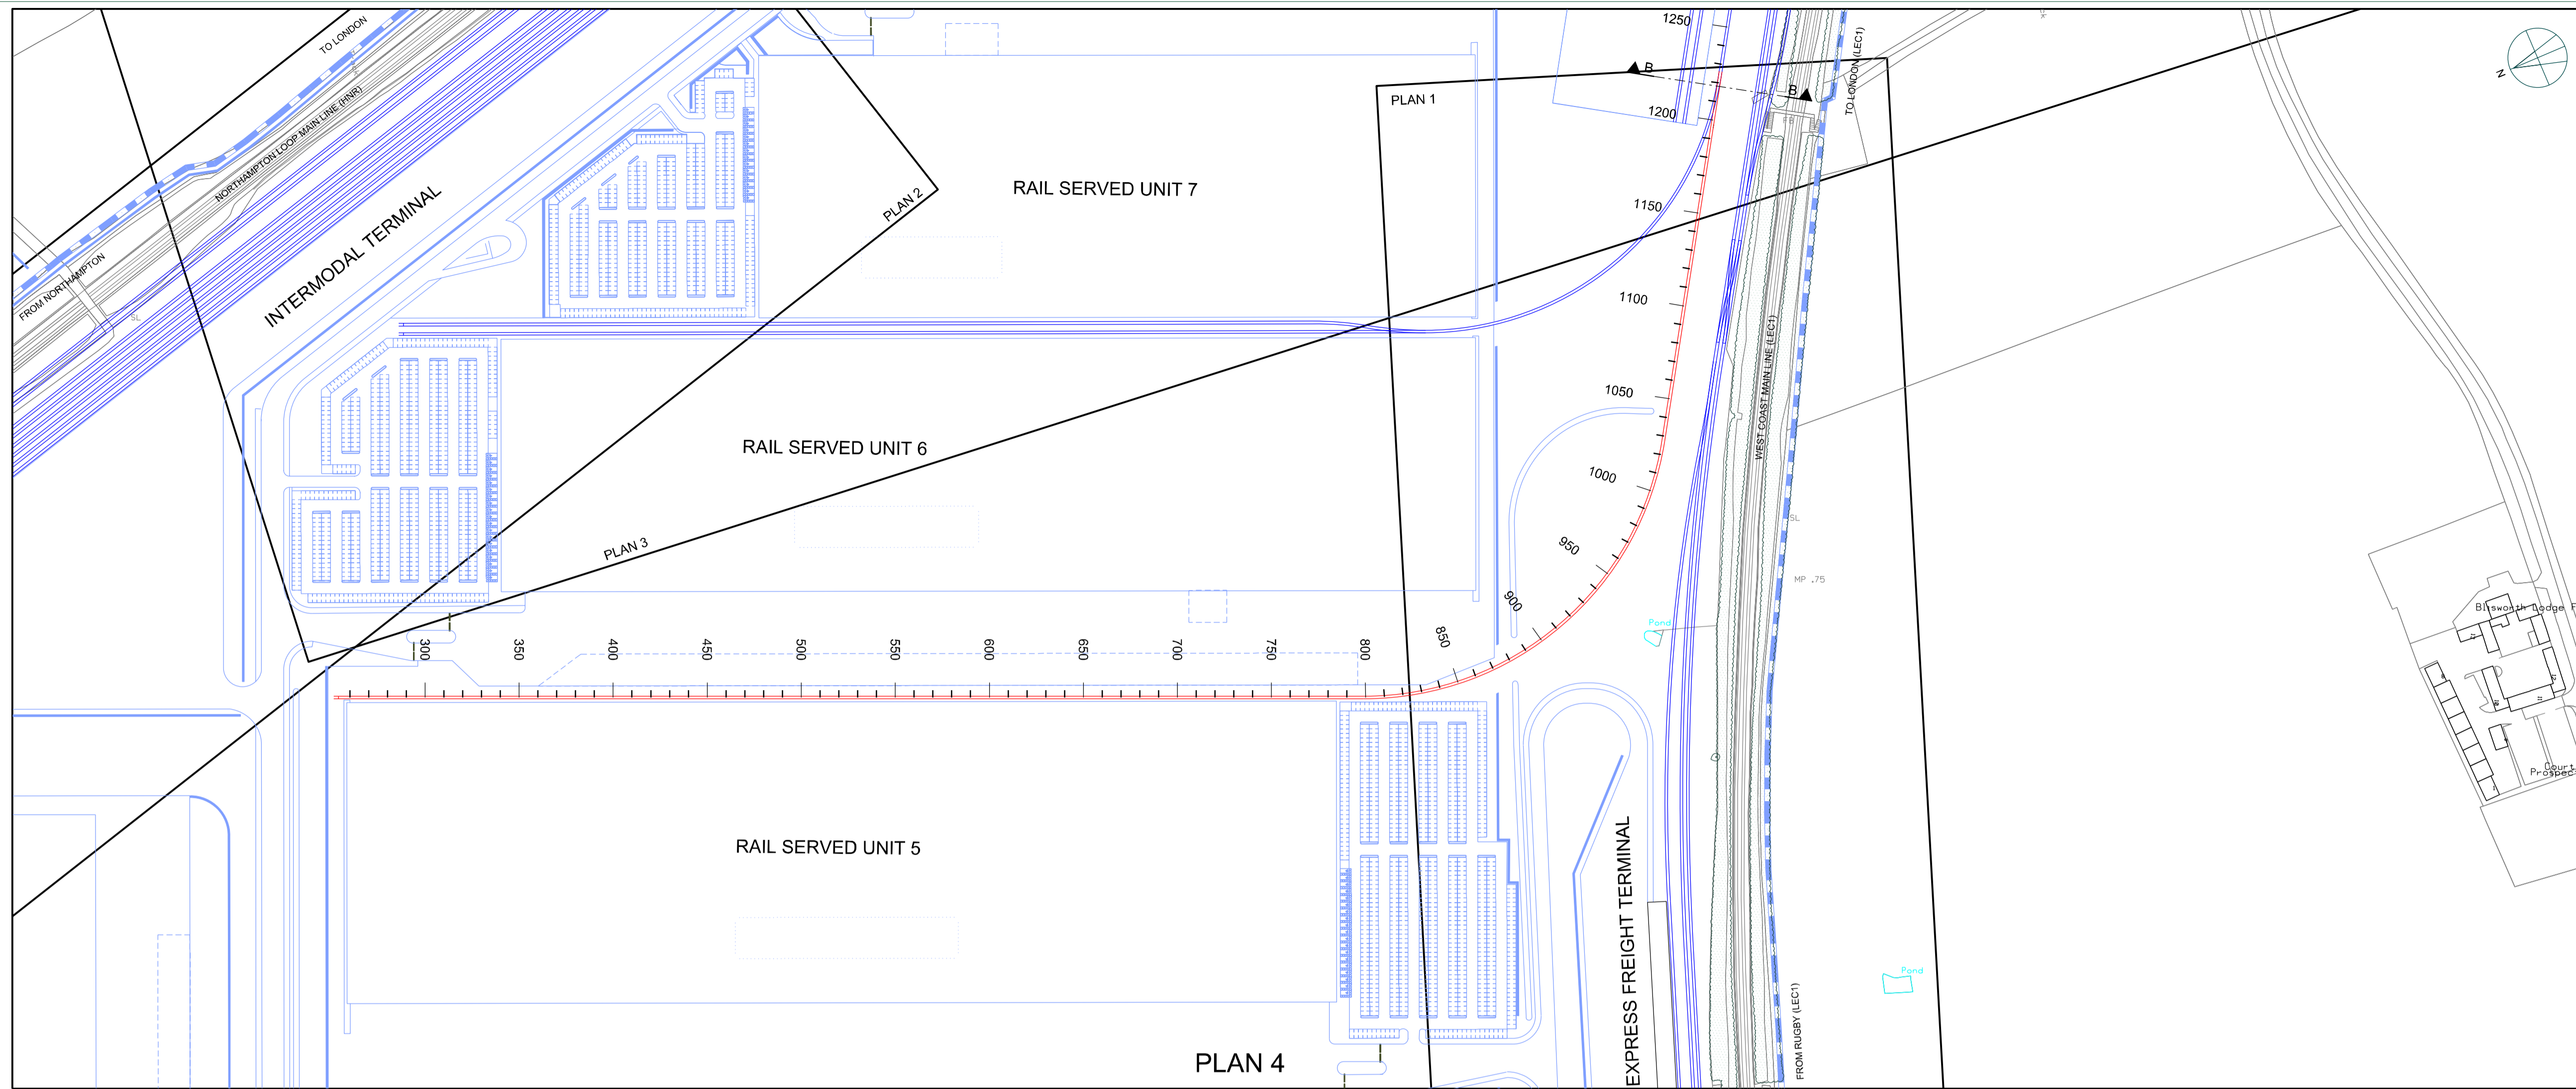 TO LONDON
NORTHAMPTON LOOP MAIN LINE (HNR)
FROM NORTHAMPTON
SL
INTERMODAL TERMINAL
PLAN 2
RAIL SERVED UNIT 7
PLAN 1
B
B
FB
TO LONDON (LEC1)
N
1250
1200
1150
1100
1050
1000
950
900
850
800
750
700
650
600
550
500
450
400
350
300
RAIL SERVED UNIT 6
PLAN 3
WEST COAST MAIN LINE (LEC1)
SL
MP .75
Pond
Blisworth Lodge F
RAIL SERVED UNIT 5
EXPRESS FREIGHT TERMINAL
FROM RUGBY (LEC1)
Pond
Court
Prospec
PLAN 4